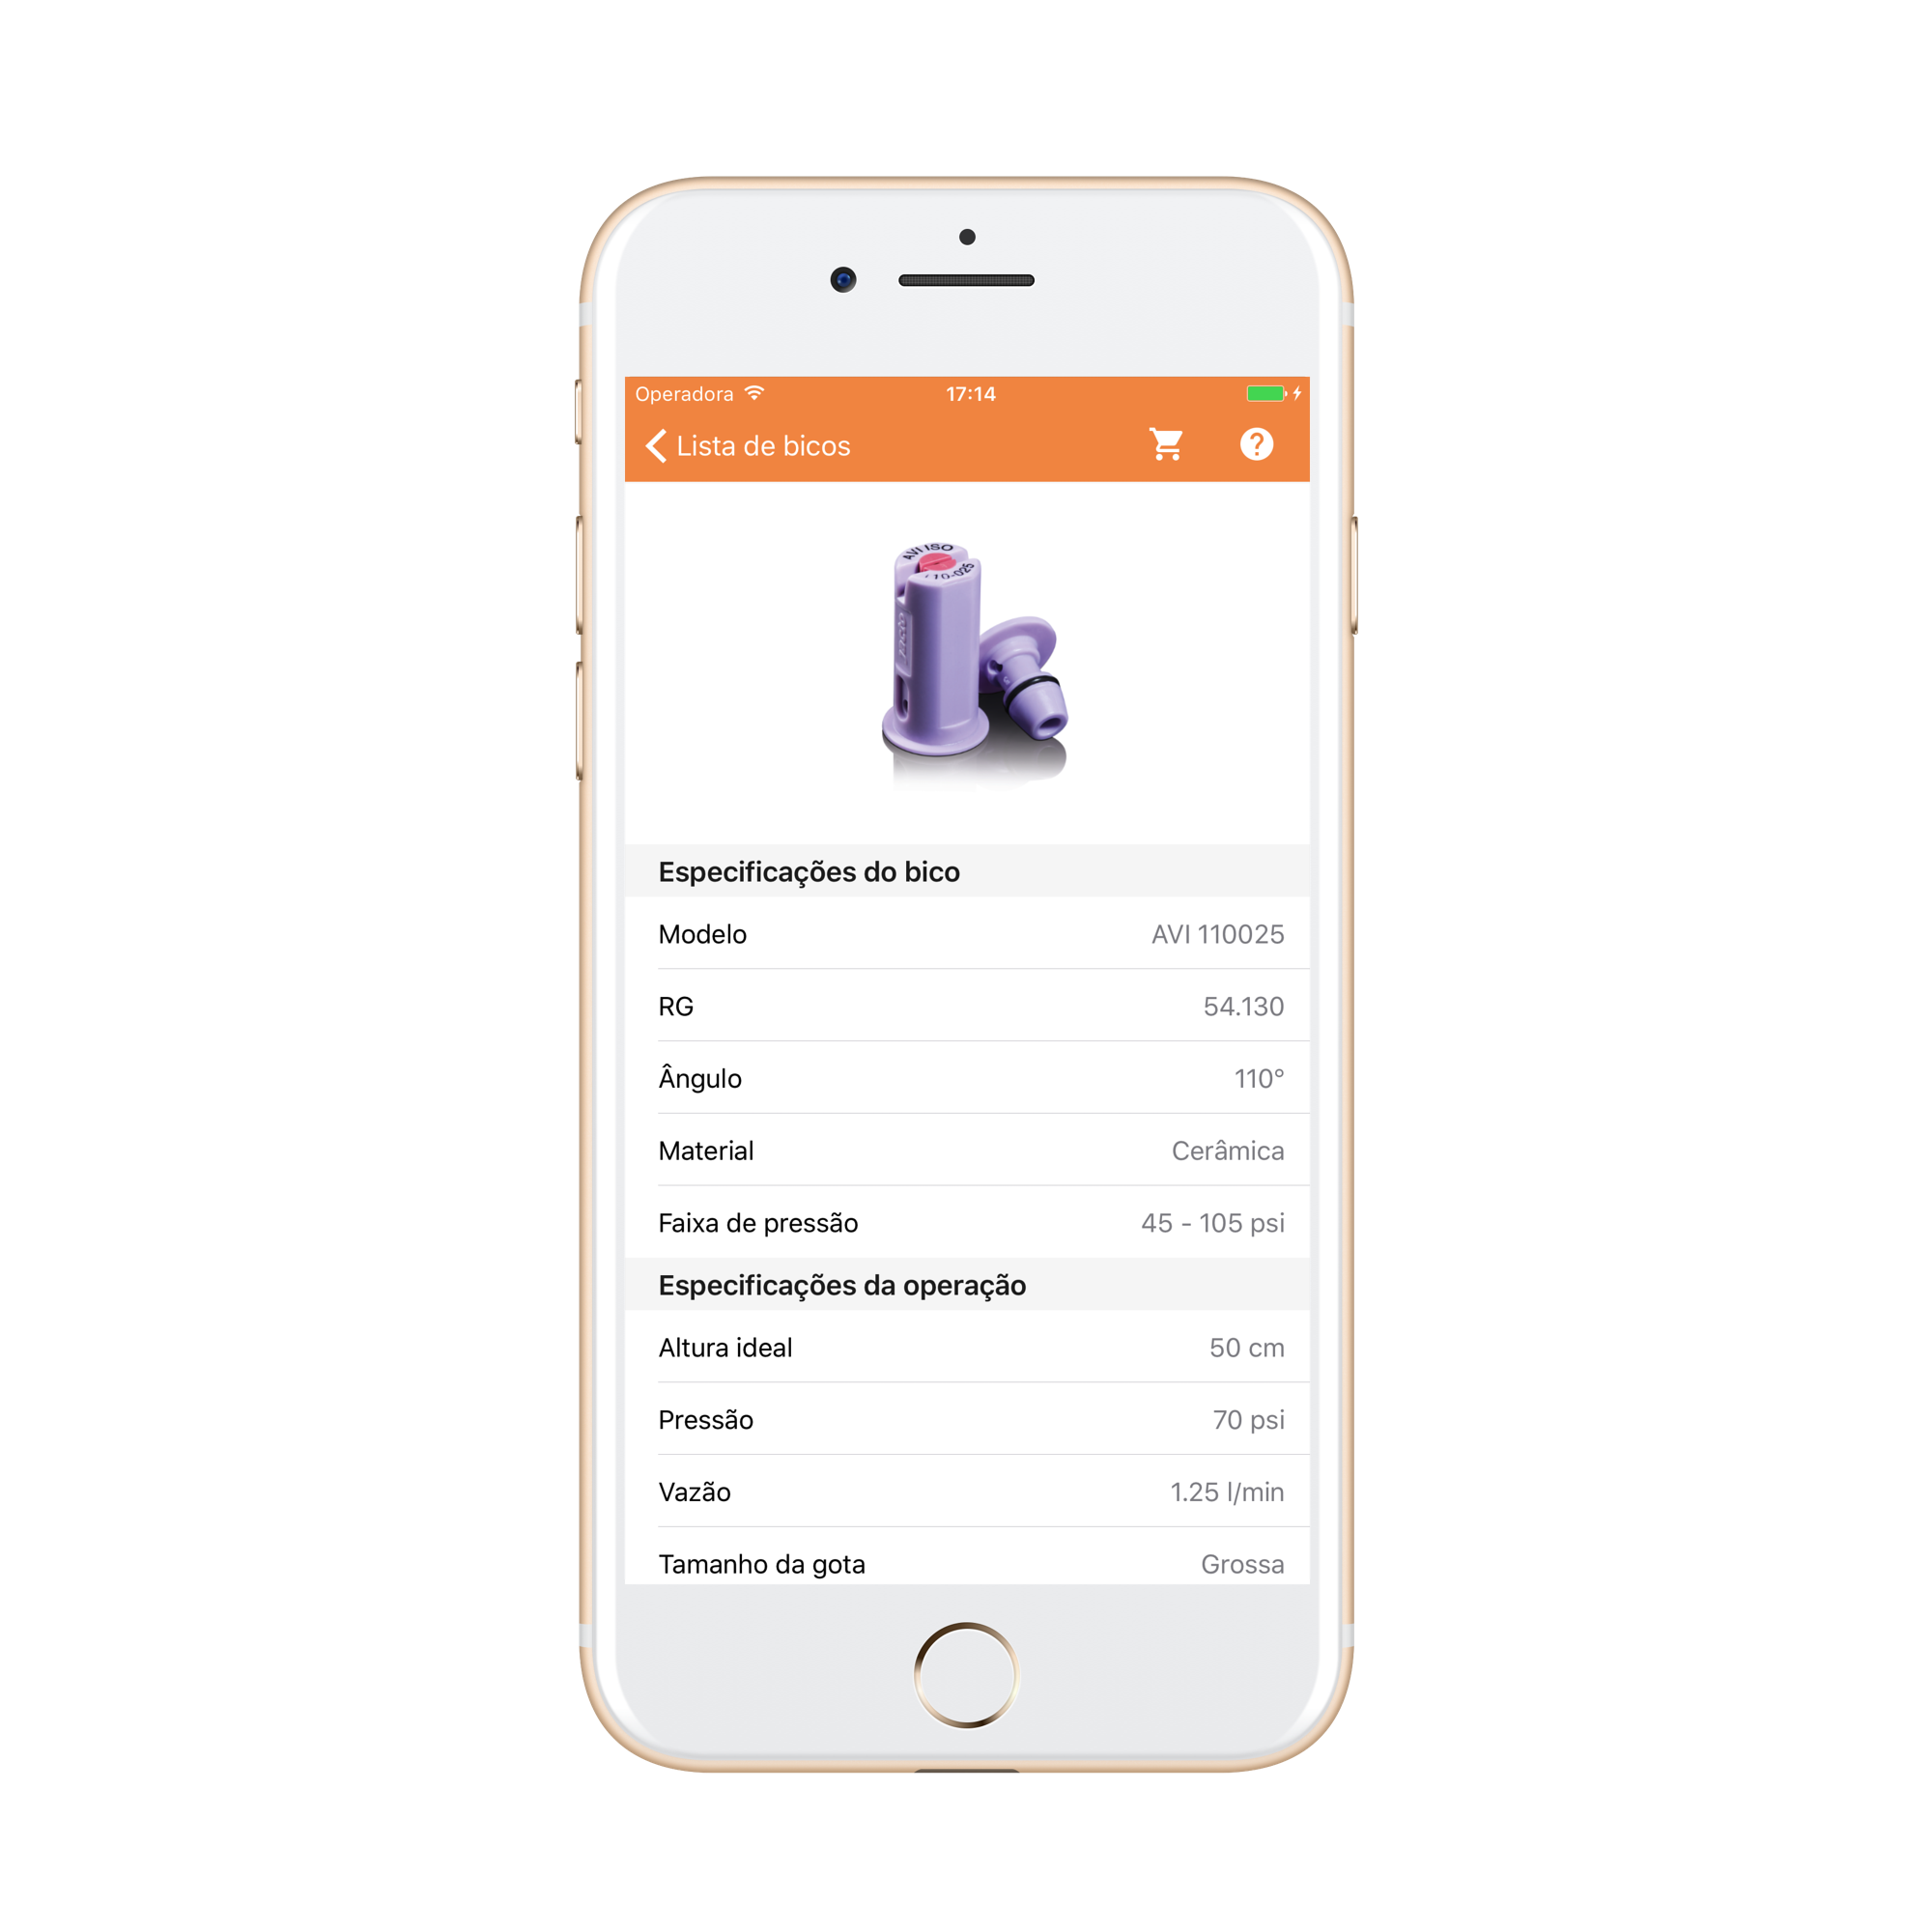 Operadora 17:14
Lista de bicos
AVI ISO
110-025
Jacto
Especificações do bico
Modelo AVI 110025
RG 54.130
Ângulo 110°
Material Cerâmica
Faixa de pressão 45 - 105 psi
Especificações da operação
Altura ideal 50 cm
Pressão 70 psi
Vazão 1.25 l/min
Tamanho da gota Grossa